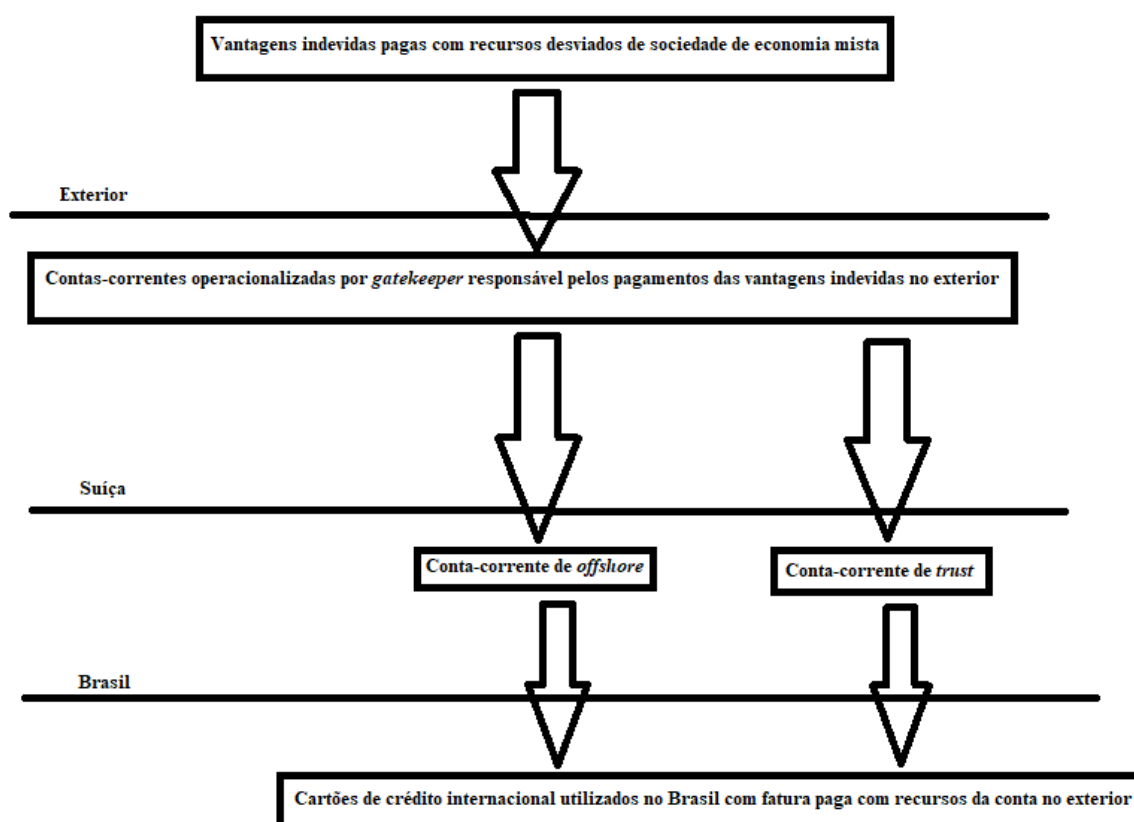 Vantagens indevidas pagas com recursos desviados de sociedade de economia mista
Exterior
Contas-correntes operacionalizadas por gatekeeper responsável pelos pagamentos das vantagens indevidas no exterior
Suíça
Conta-corrente de offshore
Conta-corrente de trust
Brasil
Cartões de crédito internacional utilizados no Brasil com fatura paga com recursos da conta no exterior